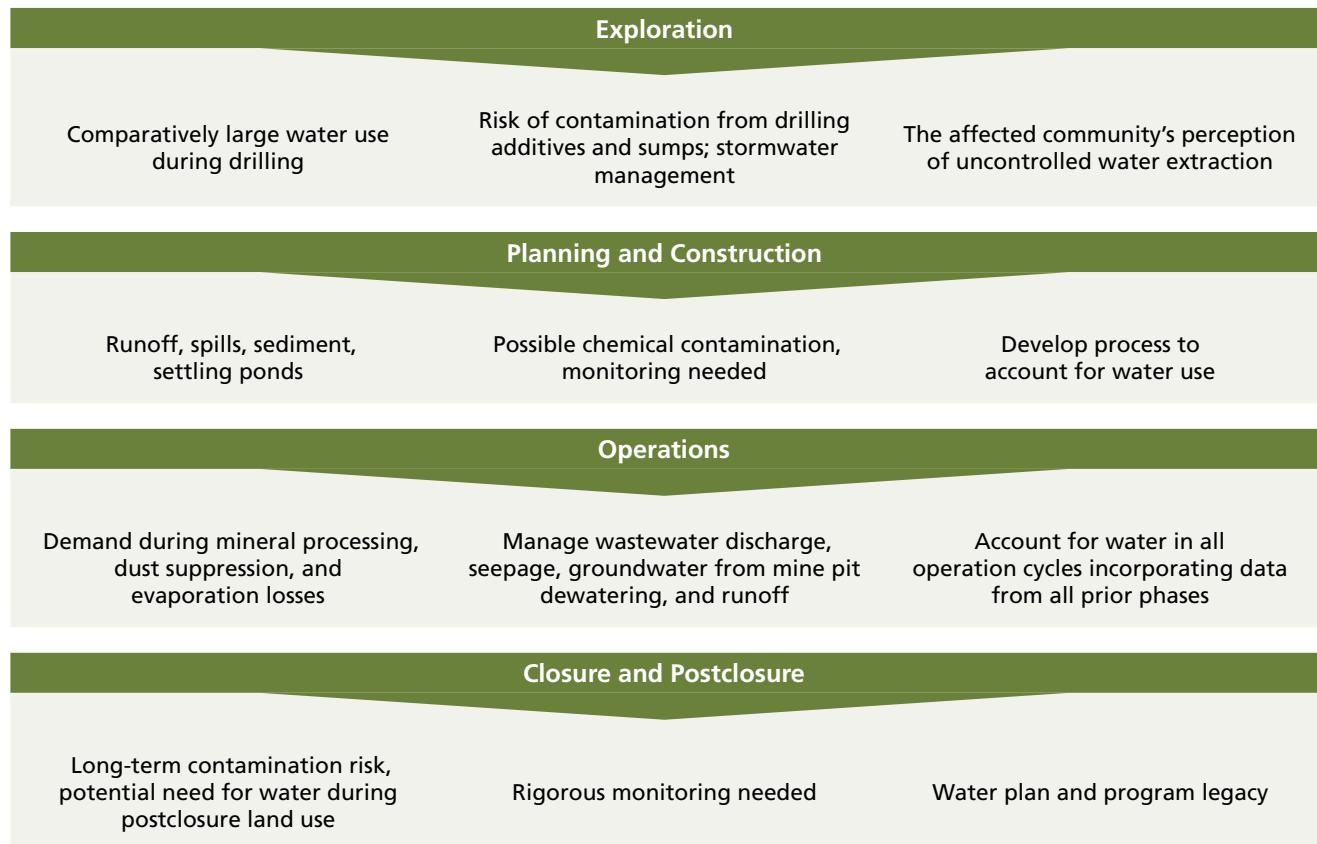 Exploration
Comparatively large water use
during drilling
Risk of contamination from drilling
additives and sumps; stormwater
management
The affected community’s perception
of uncontrolled water extraction
Planning and Construction
Runoff, spills, sediment,
settling ponds
Possible chemical contamination,
monitoring needed
Develop process to
account for water use
Operations
Demand during mineral processing,
dust suppression, and
evaporation losses
Manage wastewater discharge,
seepage, groundwater from mine pit
dewatering, and runoff
Account for water in all
operation cycles incorporating data
from all prior phases
Closure and Postclosure
Long-term contamination risk,
potential need for water during
postclosure land use
Rigorous monitoring needed
Water plan and program legacy